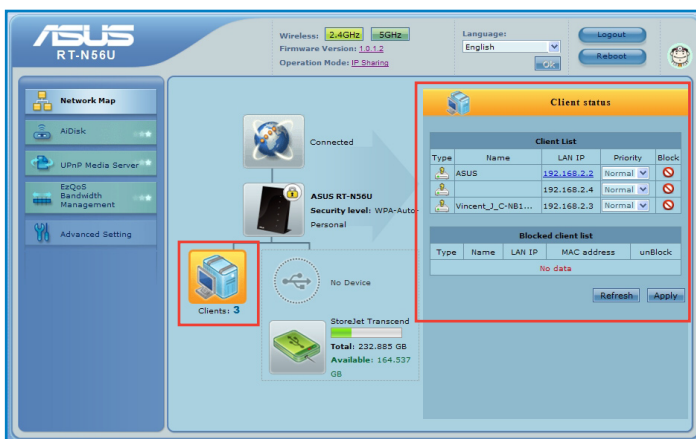 ASUS
RT-N56U
Wireless: 2.4GHz 5GHz
Firmware Version: 1.0.1.2
Operation Mode: IP Sharing
Language:
English
OK
Logout
Reboot
Network Map
AiDisk
UPnP Media Server
EzQoS
Bandwidth
Management
Advanced Setting
Connected
ASUS RT-N56U
Security level: WPA-Auto-
Personal
Clients: 3
No Device
StoreJet Transcend
Total: 232.885 GB
Available: 164.537
GB
Client status
Client List
Type Name LAN IP Priority Block
ASUS 192.168.2.2 Normal
192.168.2.4 Normal
Vincent_J_C-NB1... 192.168.2.3 Normal
Blocked client list
Type Name LAN IP MAC address unBlock
No data
Refresh Apply